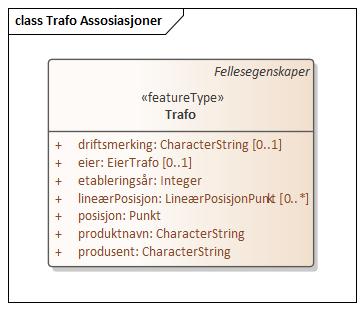 class Trafo Assosiasjoner
Fellesegenskaper
«featureType»
Trafo
+ driftsmerking: CharacterString [0..1]
+ eier: EierTrafo [0..1]
+ etableringsår: Integer
+ lineærPosisjon: LineærPosisjonPunkt [0..*]
+ posisjon: Punkt
+ produktnavn: CharacterString
+ produsent: CharacterString